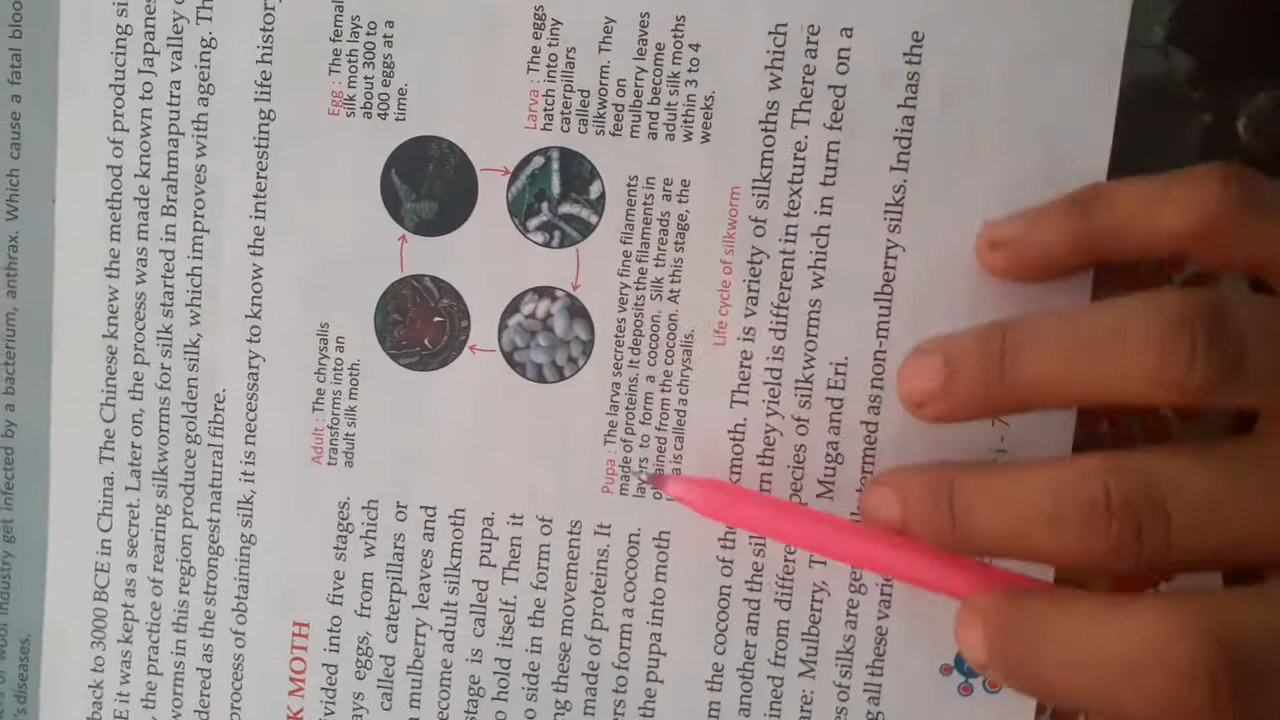 industry get infected by a bacterium, anthrax. Which cause a fatal bloo
's diseases.
back to 3000 BCE in China. The Chinese knew the method of producing si
E it was kept as a secret. Later on, the process was made known to Japanes
, the practice of rearing silkworms for silk started in Brahmaputra valley
worms in this region produce golden silk, which improves with ageing. Th
dered as the strongest natural fibre.
process of obtaining silk, it is necessary to know the interesting life histor
K MOTH
vided into five stages.
ays eggs, from which
called caterpillars or
mulberry leaves and
ecome adult silkmoth
stage is called pupa.
o hold itself. Then it
o side in the form of
ng these movements
made of proteins. It
ers to form a cocoon.
the pupa into moth
Adult : The chrysalis
transforms into an
adult silk moth.
Egg : The femal
silk moth lays
about 300 to
400 eggs at a
time.
Larva : The eggs
hatch into tiny
caterpillars
called
silkworm. They
feed on
mulberry leaves
and become
adult silk moths
within 3 to 4
weeks.
Pupa : The larva secretes very fine filaments
made of proteins. It deposits the filaments in
layers to form a cocoon. Silk threads are
ained from the cocoon. At this stage, the
a is called a chrysalis.
Life cycle of silkworm
m the cocoon of the kmoth. There is variety of silkmoths which
another and the sil rn they yield is different in texture. There are
ined from differe pecies of silkworms which in turn feed on a
are: Mulberry, T Muga and Eri.
es of silks are ge termed as non-mulberry silks. India has the
g all these varie
i - 7